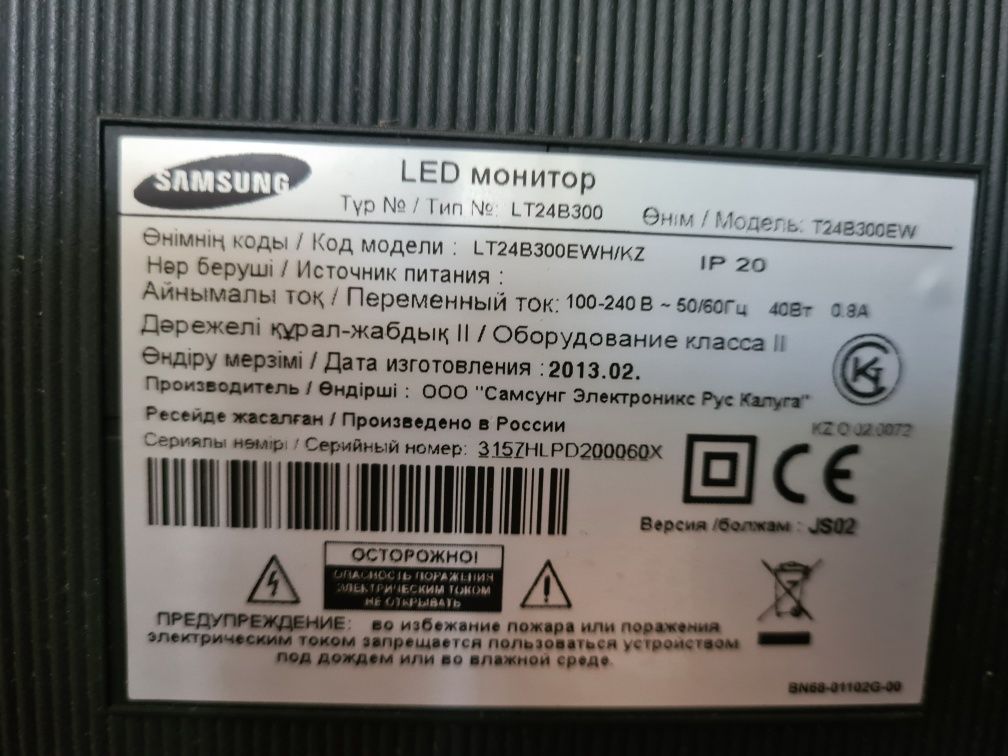 SAMSUNG
LED монитор
Түр № / Тип №: LT24B300
Өнім / Модель: T24B300EW
Өнімнің коды / Код модели : LT24B300EWH/KZ
IP 20
Нәр беруші / Источник питания :
Айнымалы тоқ / Переменный ток: 100-240 В ~ 50/60Гц 40Вт 0.8А
Дәрежелі құрал-жабдық II / Оборудование класса II
Өндіру мерзімі / Дата изготовления : 2013.02.
Производитель / Өндірші : ООО "Самсунг Электроникс Рус Калуга"
Ресейде жасалған / Произведено в России
KZ O 02.0072
Сериялы нөмірі / Серийный номер: 3157HLPD200060X
CE
Версия /болжам : JS02
ОСТОРОЖНО!
ОПАСНОСТЬ ПОРАЖЕНИЯ
ЭЛЕКТРИЧЕСКИМ ТОКОМ
НЕ ОТКРЫВАТЬ
ПРЕДУПРЕЖДЕНИЕ: во избежание пожара или поражения
электрическим током запрещается пользоваться устройством
под дождем или во влажной среде.
BN68-01102G-00